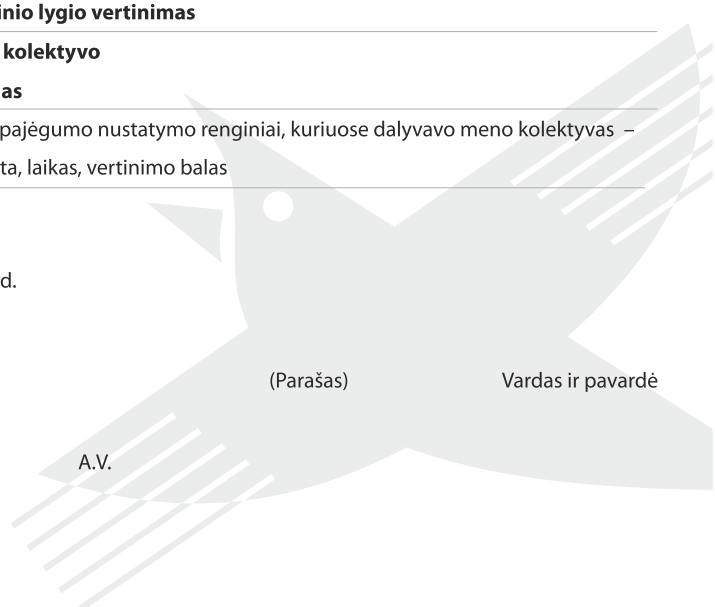 inio lygio vertinimas
kolektyvo
as
pajėgumo nustatymo renginiai, kuriuose dalyvavo meno kolektyvas –
ta, laikas, vertinimo balas
d.
(Parašas) Vardas ir pavardė
A.V.